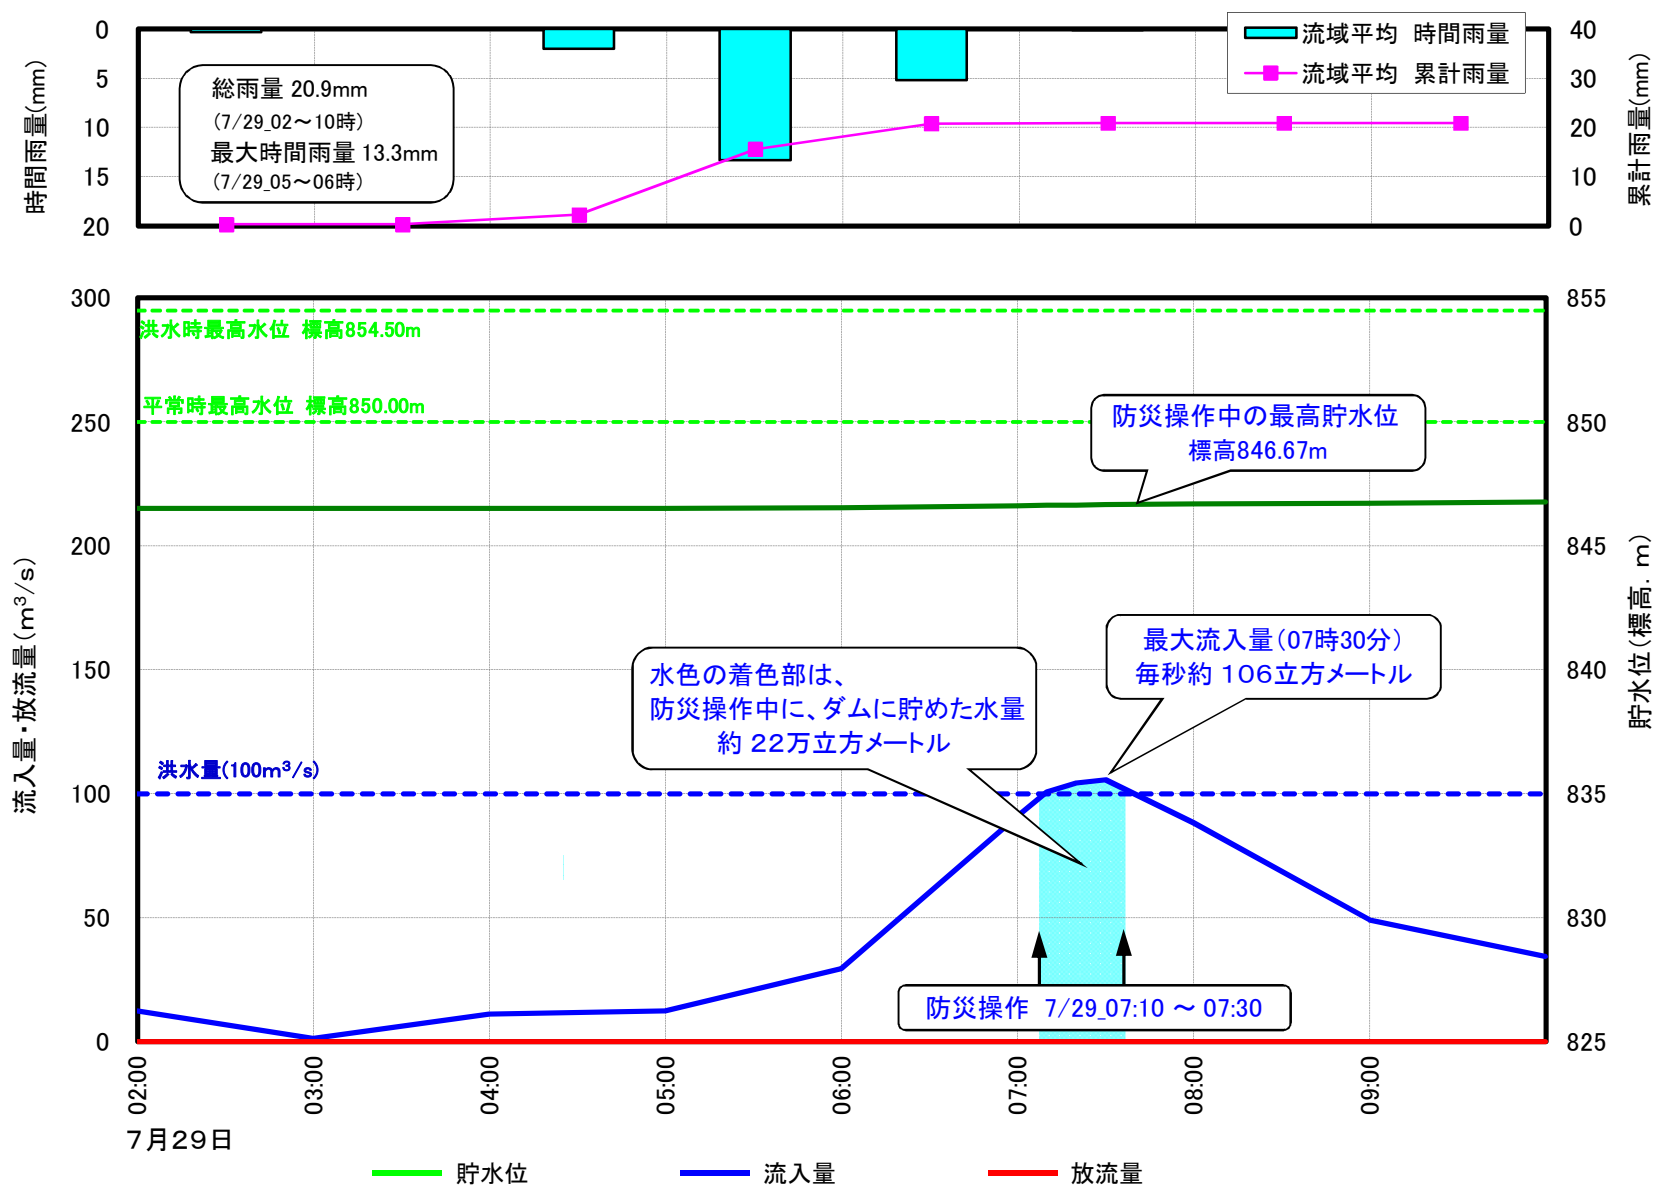 時間雨量(mm)
0
5
10
15
20
総雨量 20.9mm
(7/29_02～10時)
最大時間雨量 13.3mm
(7/29_05～06時)
流域平均 時間雨量
流域平均 累計雨量
40
30
20
10
0
累計雨量(mm)
流入量・放流量(m³/s)
300
250
200
150
100
50
0
洪水時最高水位 標高854.50m
平常時最高水位 標高850.00m
防災操作中の最高貯水位
標高846.67m
最大流入量(07時30分)
毎秒約 106立方メートル
水色の着色部は、
防災操作中に、ダムに貯めた水量
約 22万立方メートル
洪水量(100m³/s)
防災操作 7/29_07:10 ～ 07:30
855
850
845
840
835
830
825
貯水位(標高. m)
02:00
03:00
04:00
05:00
06:00
07:00
08:00
09:00
7月29日
貯水位
流入量
放流量